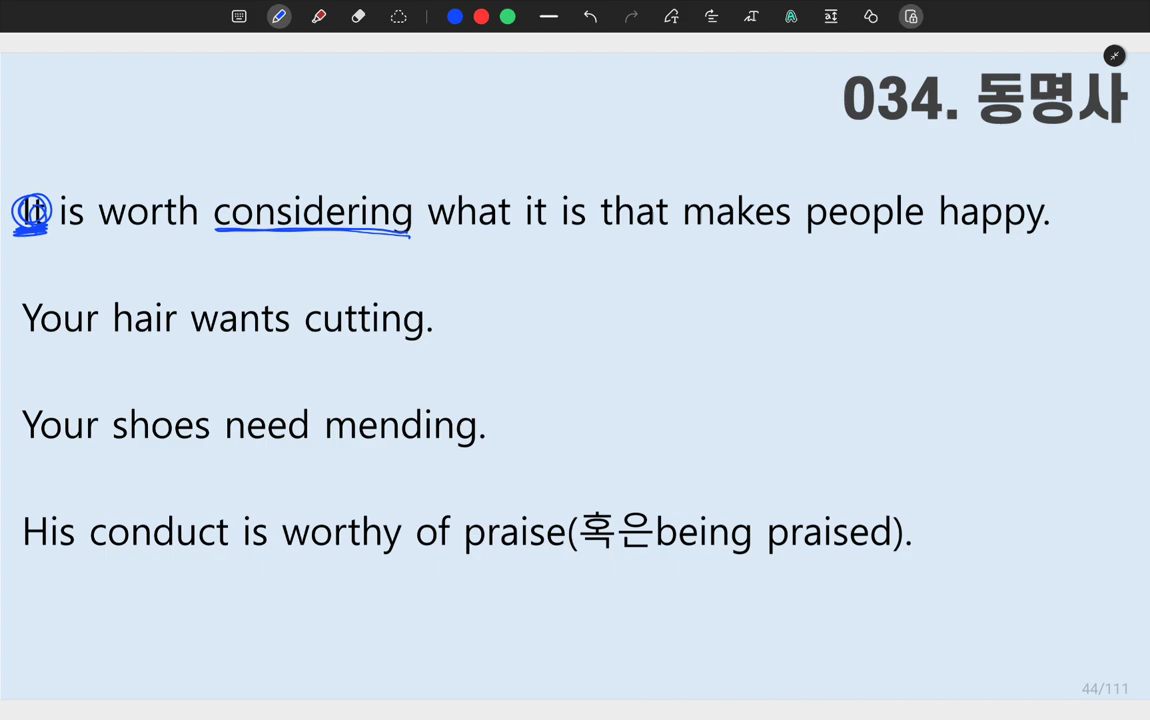 034. 동명사
It is worth considering what it is that makes people happy.
Your hair wants cutting.
Your shoes need mending.
His conduct is worthy of praise(혹은being praised).
44/111